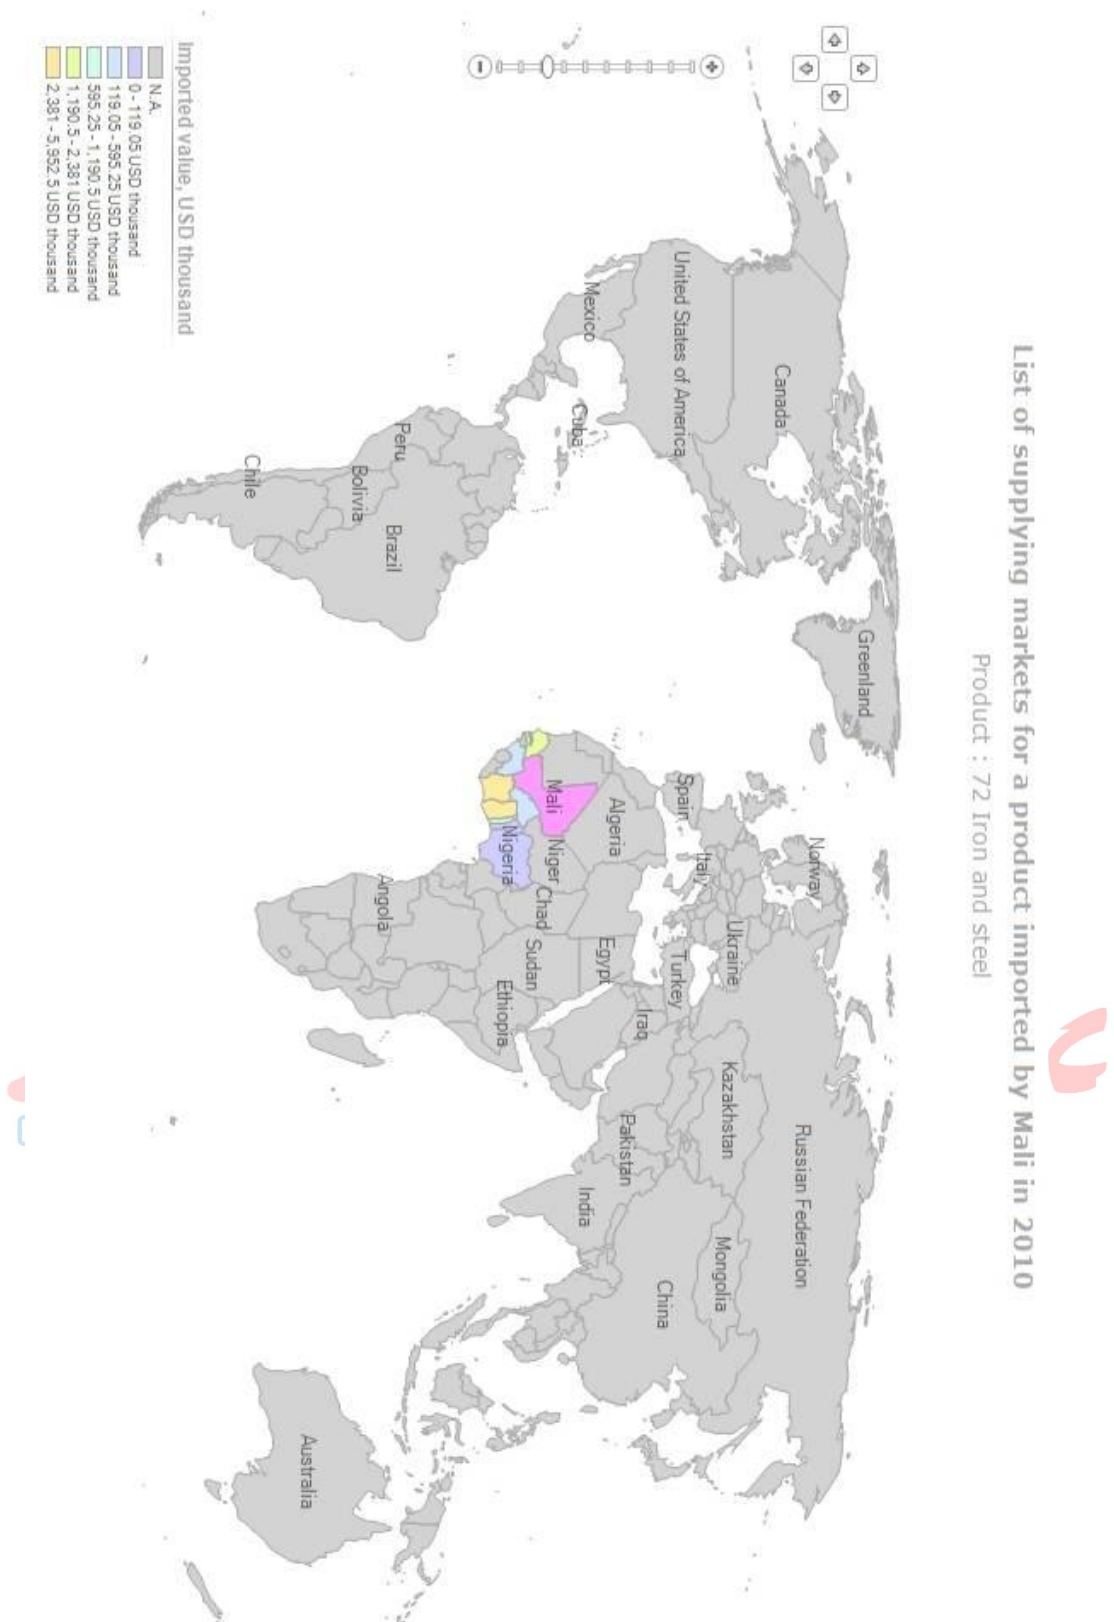 List of supplying markets for a product imported by Mali in 2010
Product : 72 Iron and steel
Greenland
Canada
United States of America
Mexico
Cuba
Peru
Bolivia
Brazil
Chile
Norway
Russian Federation
Ukraine
Kazakhstan
Mongolia
Spain
Italy
Turkey
China
Algeria
Egypt
Iraq
Pakistan
India
Mali
Niger
Chad
Sudan
Nigeria
Ethiopia
Angola
Australia
Imported value, USD thousand
N.A.
0 - 119.05 USD thousand
119.05 - 595.25 USD thousand
595.25 - 1,190.5 USD thousand
1,190.5 - 2,381 USD thousand
2,381 - 5,952.5 USD thousand